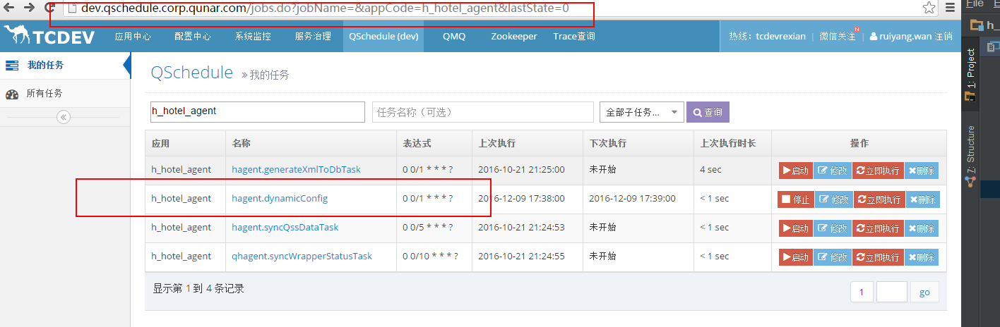 dev.qschedule.corp.qunar.com/jobs.do?jobName=&appCode=h_hotel_agent&lastState=0
File
TCDEV 应用中心 配置中心 系统监控 服务治理 QSchedule (dev) QMQ Zookeeper Trace查询 热线：tcdevrexian 微信关注 N ruiyang.wan 注销
h_
我的任务
所有任务
QSchedule » 我的任务
h_hotel_agent 任务名称（可选） 全部子任务... 查询
应用 名称 表达式 上次执行 下次执行 上次执行时长 操作
h_hotel_agent hagent.generateXmlToDbTask 0 0/1 * * * ? 2016-10-21 21:25:00 未开始 4 sec 启动 修改 立即执行 删除
h_hotel_agent hagent.dynamicConfig 0 0/1 * * * ? 2016-12-09 17:38:00 2016-12-09 17:39:00 < 1 sec 停止 修改 立即执行 删除
h_hotel_agent hagent.syncQssDataTask 0 0/5 * * * ? 2016-10-21 21:24:53 未开始 < 1 sec 启动 修改 立即执行 删除
h_hotel_agent qhagent.syncWrapperStatusTask 0 0/10 * * * ? 2016-10-21 21:24:55 未开始 < 1 sec 启动 修改 立即执行 删除
显示第 1 到 4 条记录 1 go
1: Project
7: Structure